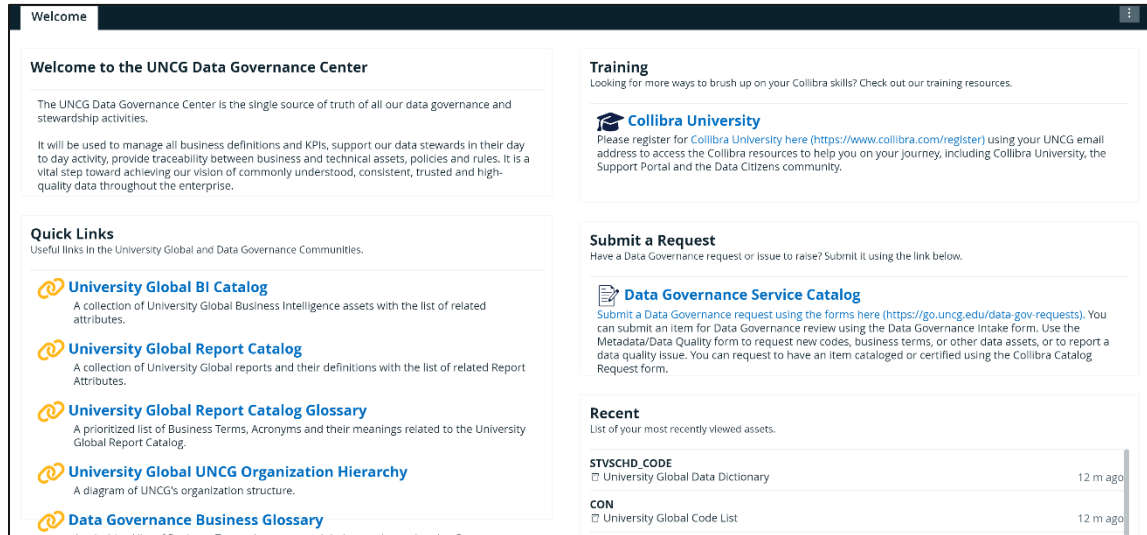 Welcome
Welcome to the UNCG Data Governance Center
The UNCG Data Governance Center is the single source of truth of all our data governance and
stewardship activities.
It will be used to manage all business definitions and KPIs, support our data stewards in their day
to day activity, provide traceability between business and technical assets, policies and rules. It is a
vital step toward achieving our vision of commonly understood, consistent, trusted and high-
quality data throughout the enterprise.
Quick Links
Useful links in the University Global and Data Governance Communities.
University Global BI Catalog
A collection of University Global Business Intelligence assets with the list of related
attributes.
University Global Report Catalog
A collection of University Global reports and their definitions with the list of related Report
Attributes.
University Global Report Catalog Glossary
A prioritized list of Business Terms, Acronyms and their meanings related to the University
Global Report Catalog.
University Global UNCG Organization Hierarchy
A diagram of UNCG's organization structure.
Data Governance Business Glossary
Training
Looking for more ways to brush up on your Collibra skills? Check out our training resources.
Collibra University
Please register for Collibra University here (https://www.collibra.com/register) using your UNCG email
address to access the Collibra resources to help you on your journey, including Collibra University, the
Support Portal and the Data Citizens community.
Submit a Request
Have a Data Governance request or issue to raise? Submit it using the link below.
Data Governance Service Catalog
Submit a Data Governance request using the forms here (https://go.uncg.edu/data-gov-requests). You
can submit an item for Data Governance review using the Data Governance Intake form. Use the
Metadata/Data Quality form to request new codes, business terms, or other data assets, or to report a
data quality issue. You can request to have an item cataloged or certified using the Collibra Catalog
Request form.
Recent
List of your most recently viewed assets.
STVSCHD_CODE
University Global Data Dictionary 12 m ago
CON
University Global Code List 12 m ago